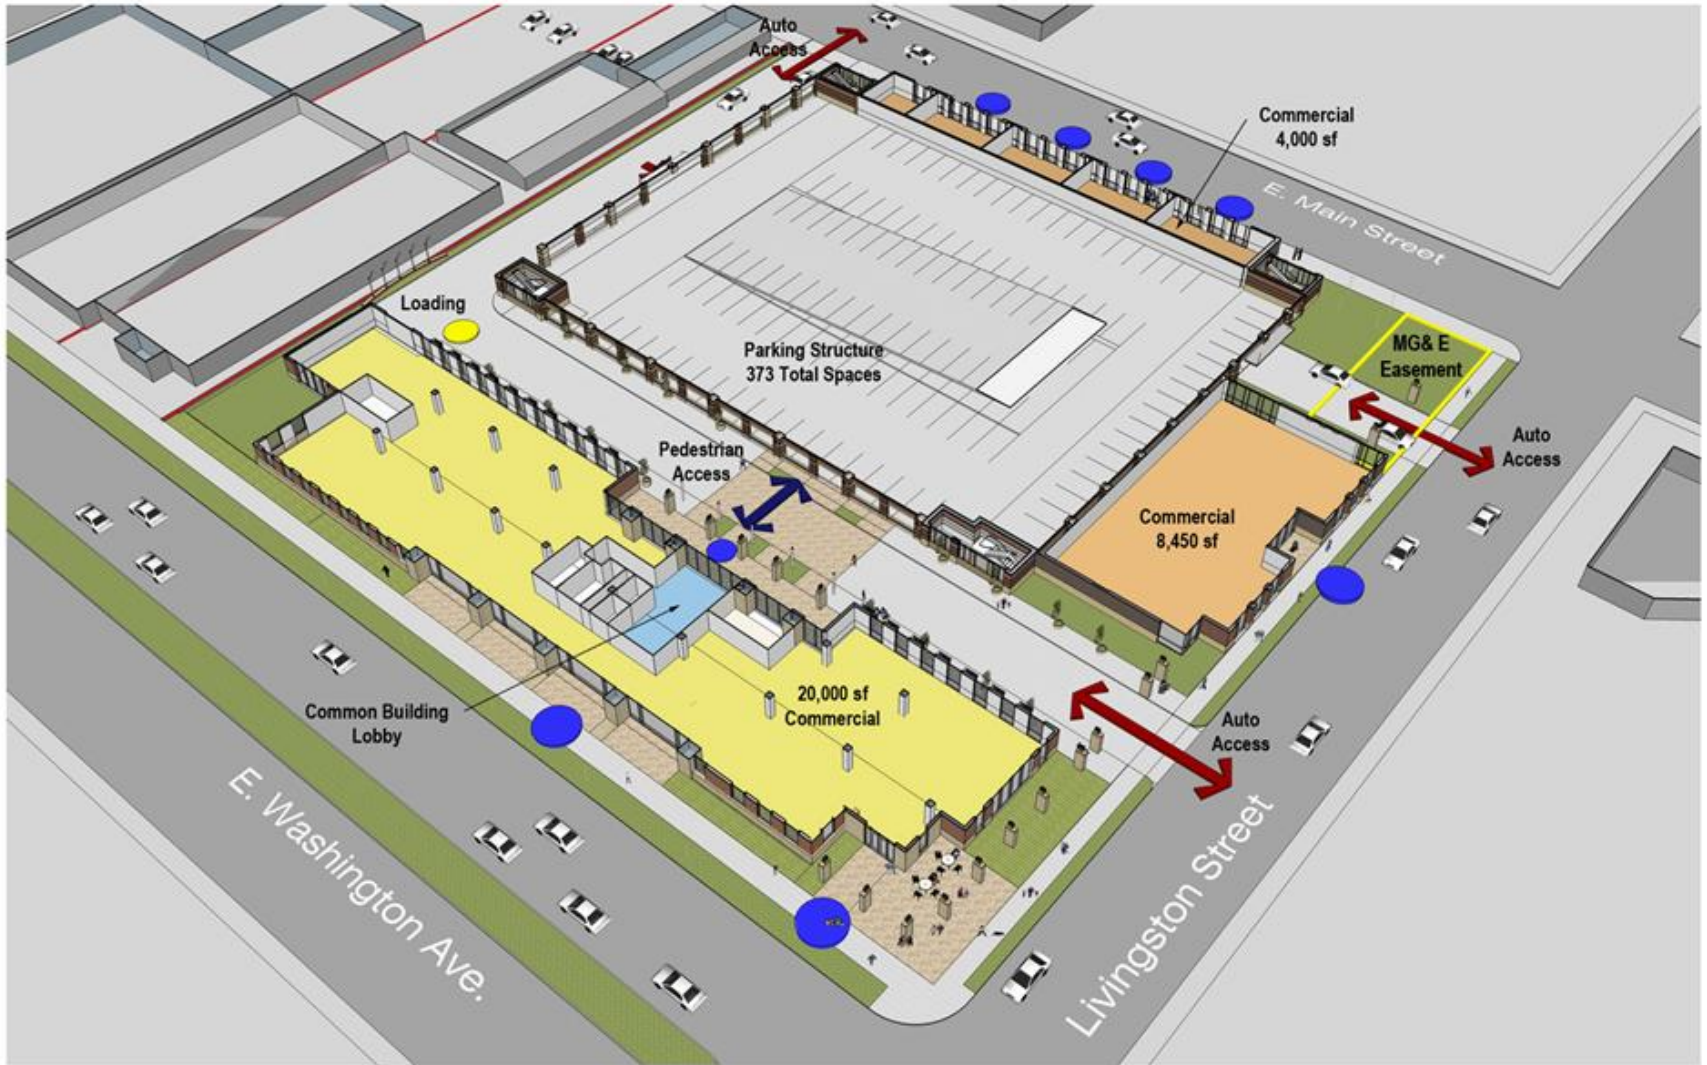 Auto
Access
Commercial
4,000 sf
E. Main Street
Loading
Parking Structure
373 Total Spaces
MG& E
Easement
Auto
Access
Pedestrian
Access
Commercial
8,450 sf
20,000 sf
Commercial
Common Building
Lobby
Auto
Access
E. Washington Ave.
Livingston Street